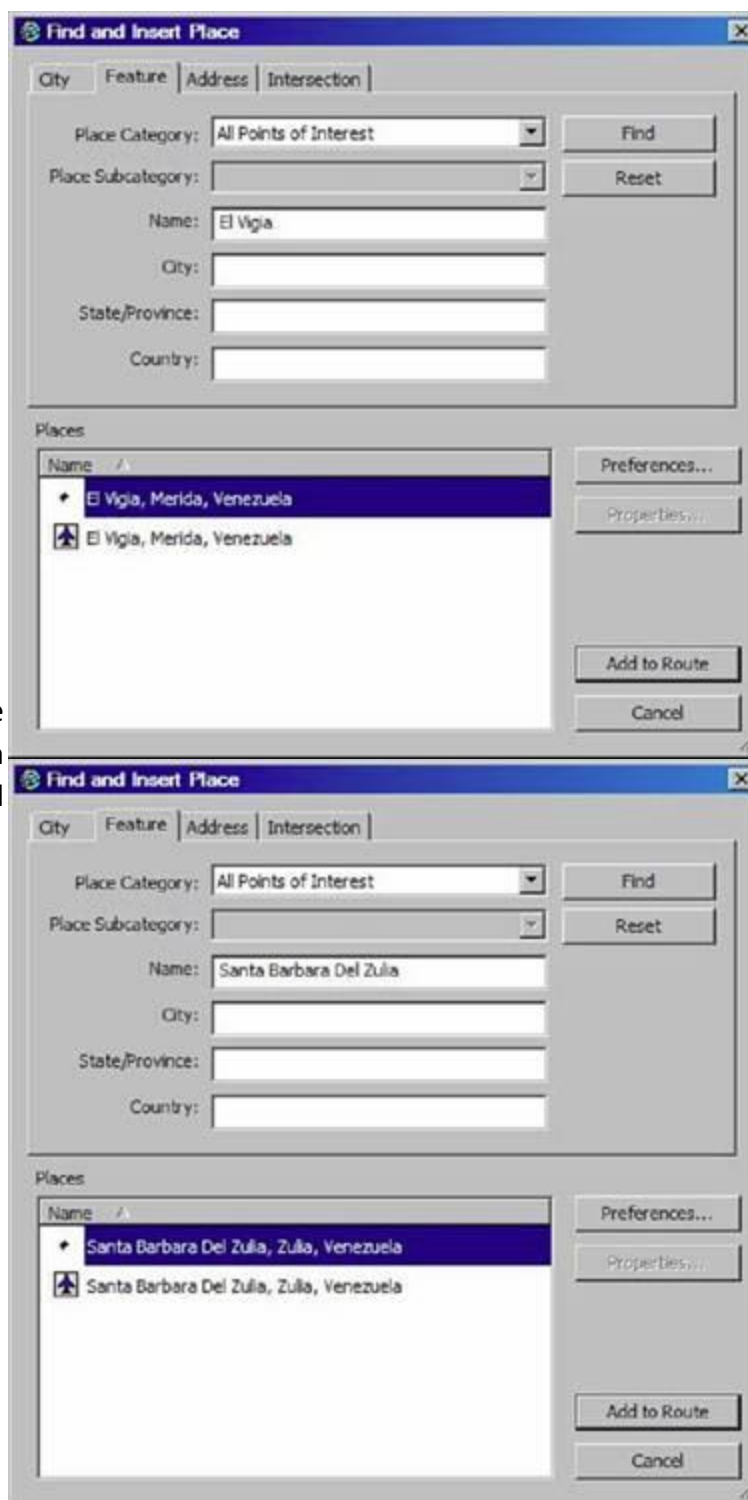 Find and Insert Place
City Feature Address Intersection
Place Category: All Points of Interest Find
Place Subcategory: Reset
Name: El Vigia
City:
State/Province:
Country:
Places
Name
El Vigia, Merida, Venezuela
El Vigia, Merida, Venezuela
Preferences...
Properties...
Add to Route
Cancel
Find and Insert Place
City Feature Address Intersection
Place Category: All Points of Interest Find
Place Subcategory: Reset
Name: Santa Barbara Del Zulia
City:
State/Province:
Country:
Places
Name
Santa Barbara Del Zulia, Zulia, Venezuela
Santa Barbara Del Zulia, Zulia, Venezuela
Preferences...
Properties...
Add to Route
Cancel